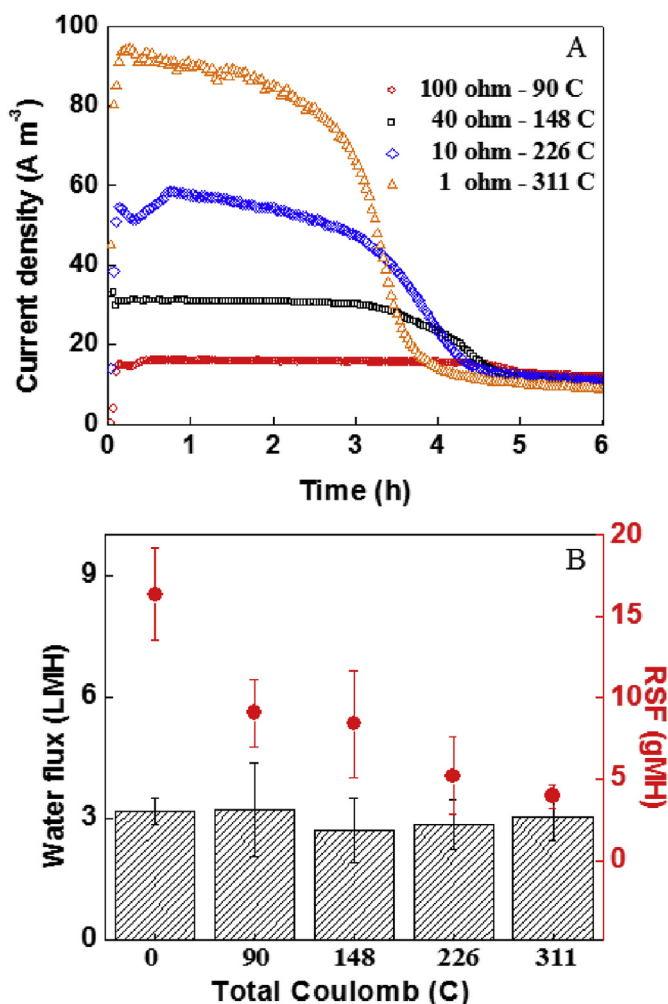 A
100 ohm - 90 C
40 ohm - 148 C
10 ohm - 226 C
1 ohm - 311 C
Current density (A m⁻³)
100
80
60
40
20
0
0 1 2 3 4 5 6
Time (h)
B
Water flux (LMH)
9
6
3
0
RSF (gMH)
20
15
10
5
0
0 90 148 226 311
Total Coulomb (C)